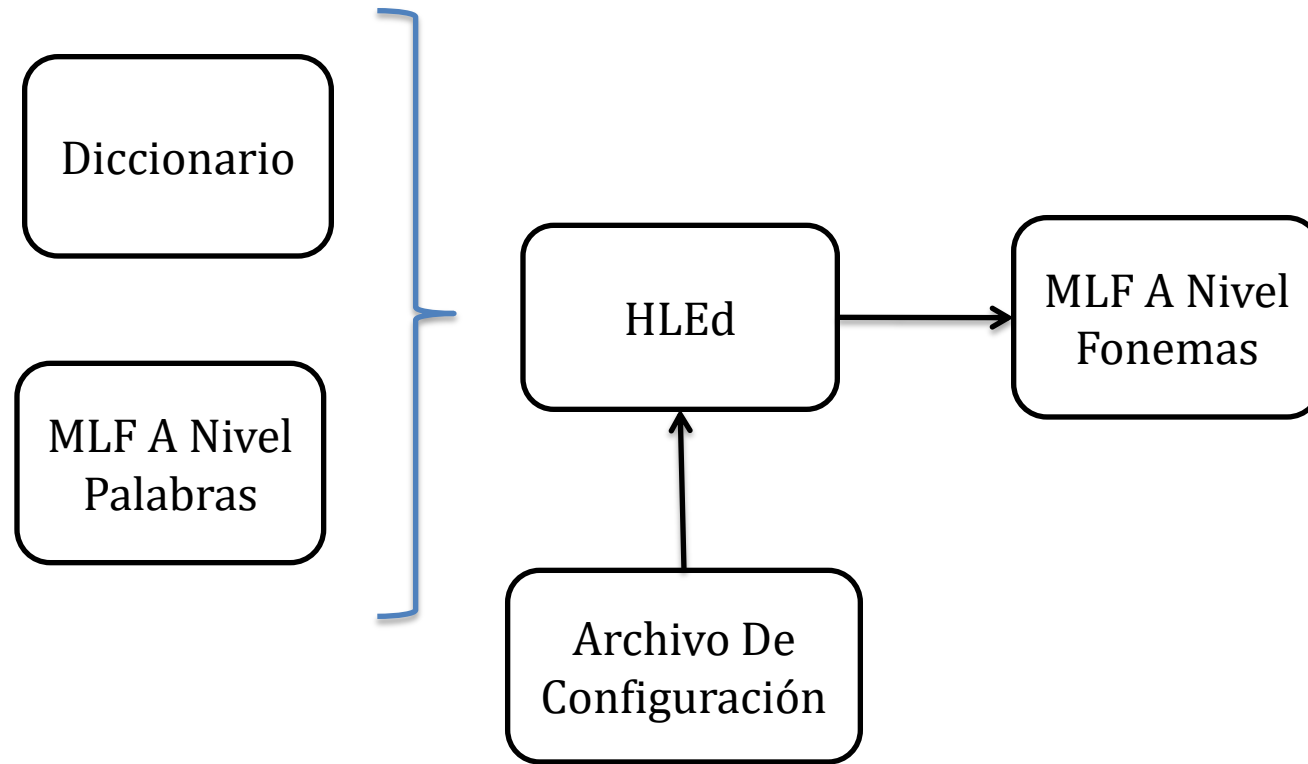 Diccionario
MLF A Nivel
Palabras
HLEd
Archivo De
Configuración
MLF A Nivel
Fonemas